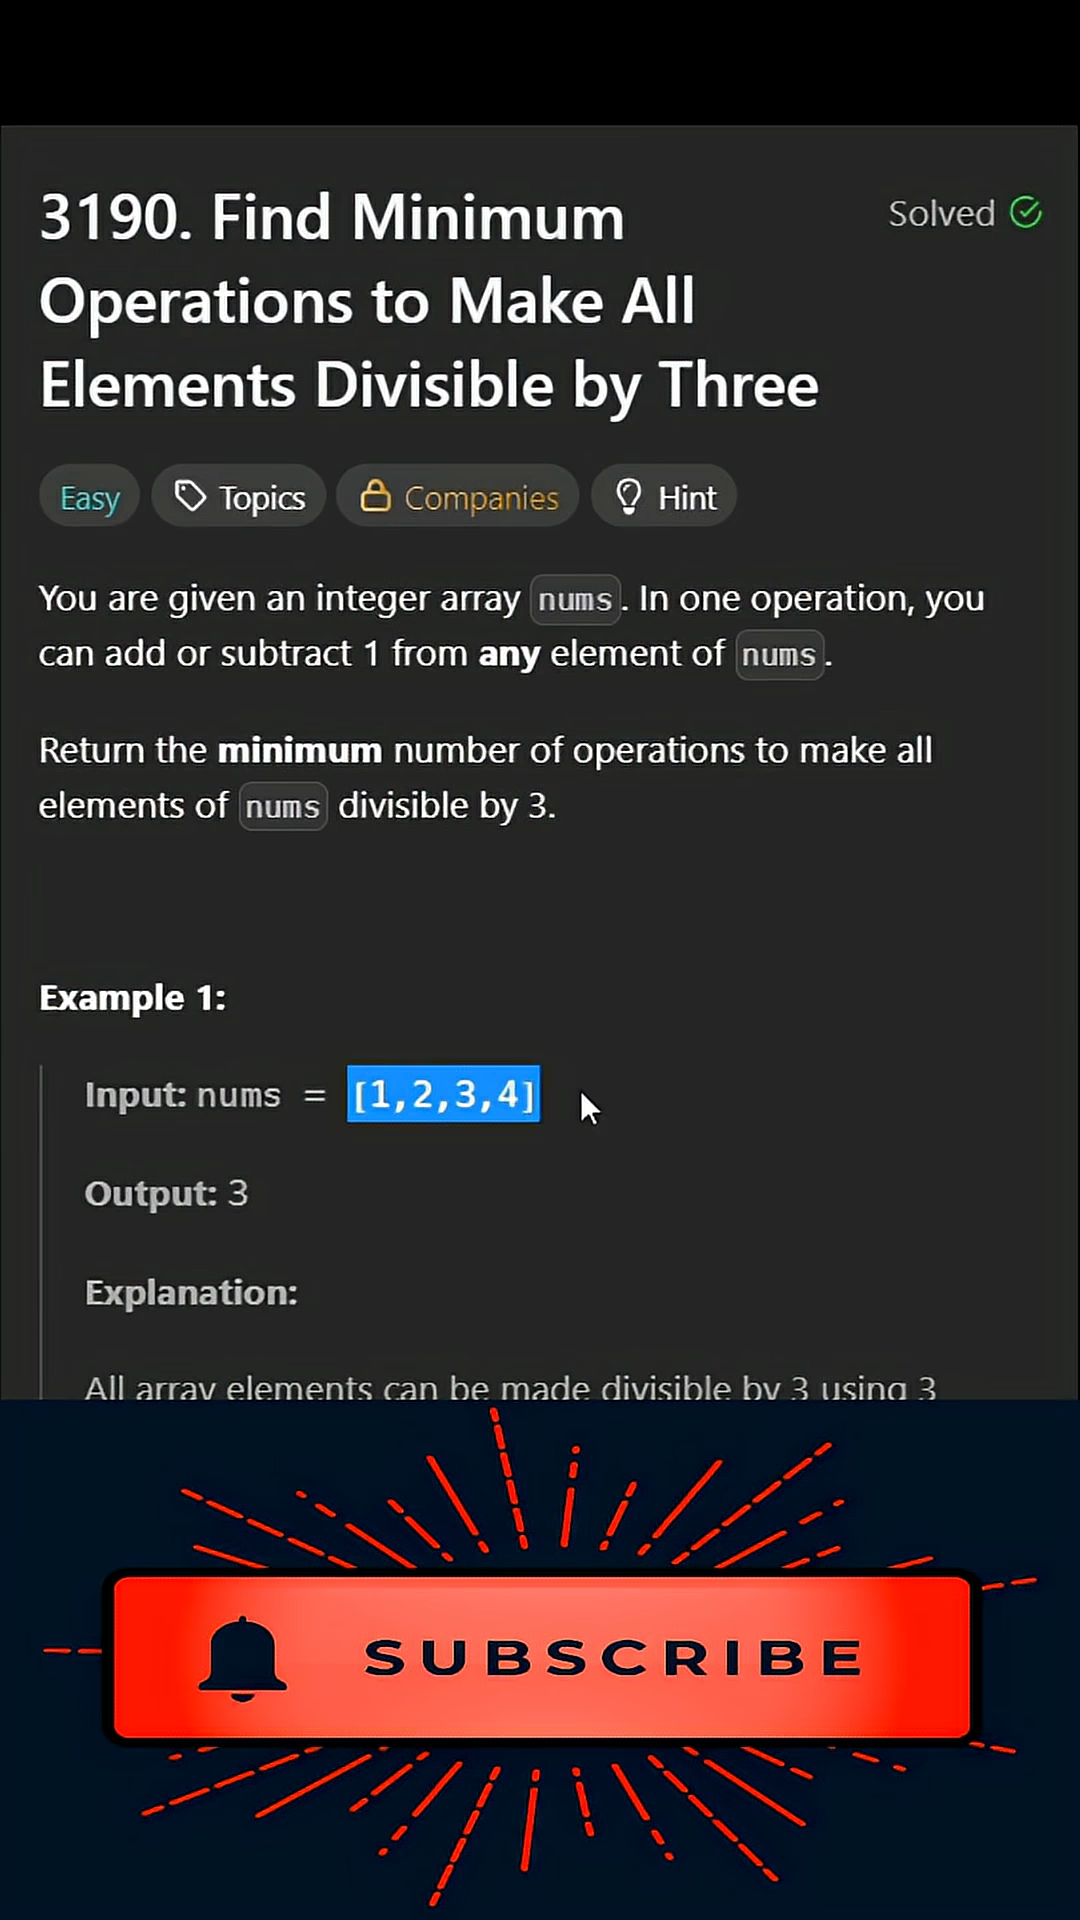 3190. Find Minimum
Solved
Operations to Make All
Elements Divisible by Three
Easy Topics Companies Hint
You are given an integer array nums. In one operation, you
can add or subtract 1 from any element of nums.
Return the minimum number of operations to make all
elements of nums divisible by 3.
Example 1:
Input: nums = [1,2,3,4]
Output: 3
Explanation:
All array elements can be made divisible by 3 using 3
SUBSCRIBE